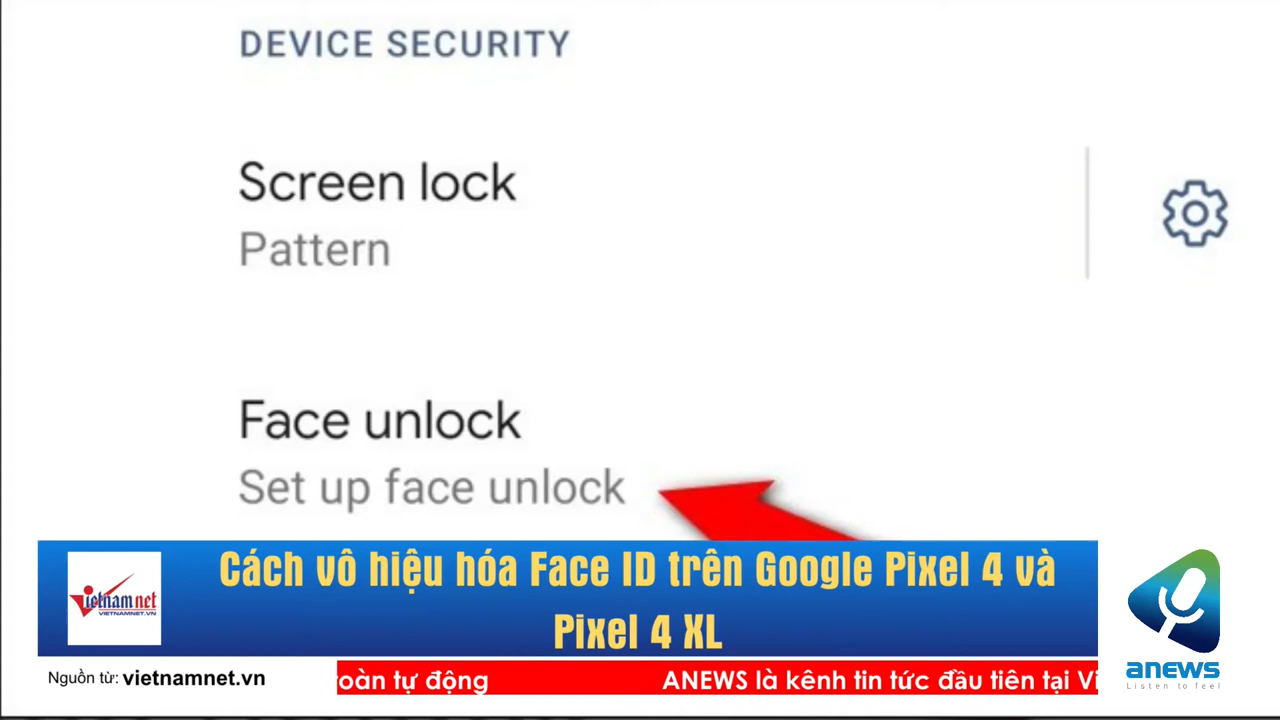 DEVICE SECURITY
Screen lock
Pattern
Face unlock
Set up face unlock
Cách vô hiệu hóa Face ID trên Google Pixel 4 và
Pixel 4 XL
vietnamnet
VIETNAMNET.VN
Nguồn từ: vietnamnet.vn
oàn tự động ANEWS là kênh tin tức đầu tiên tại Vi
anews
Listen to feel